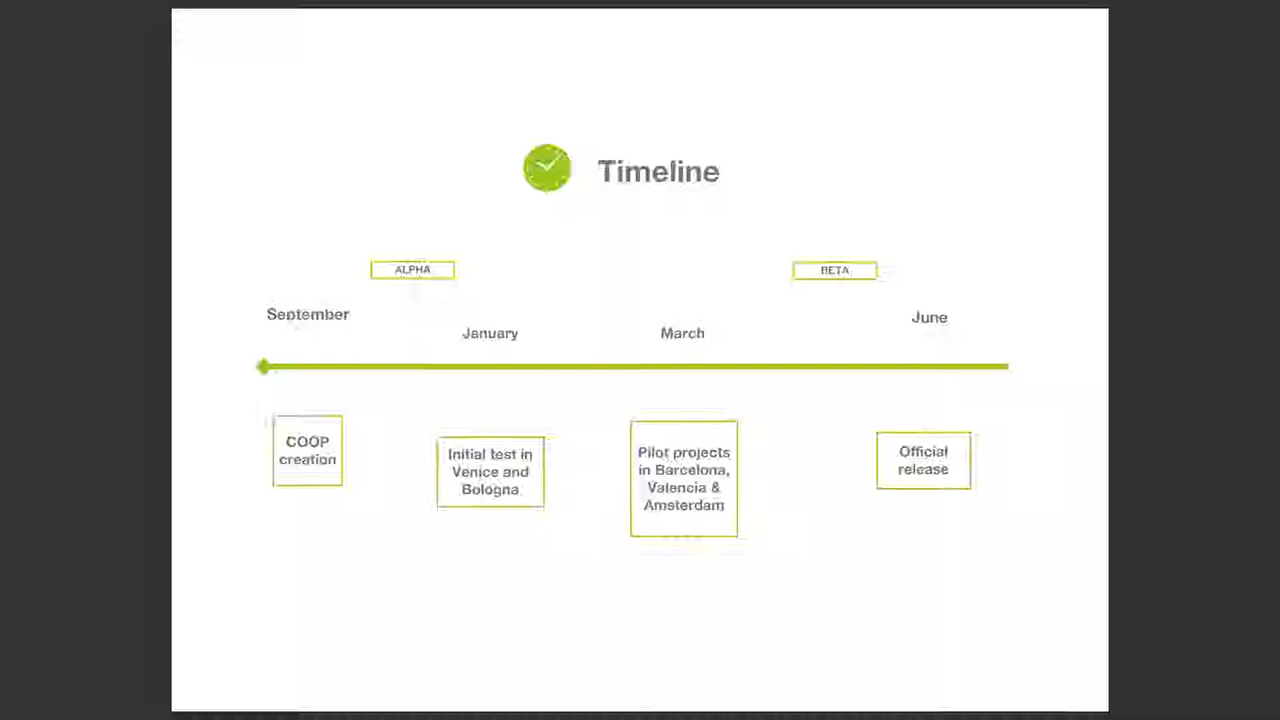 Timeline
ALPHA
BETA
September
January
March
June
COOP
creation
Initial test in
Venice and
Bologna
Pilot projects
in Barcelona,
Valencia &
Amsterdam
Official
release